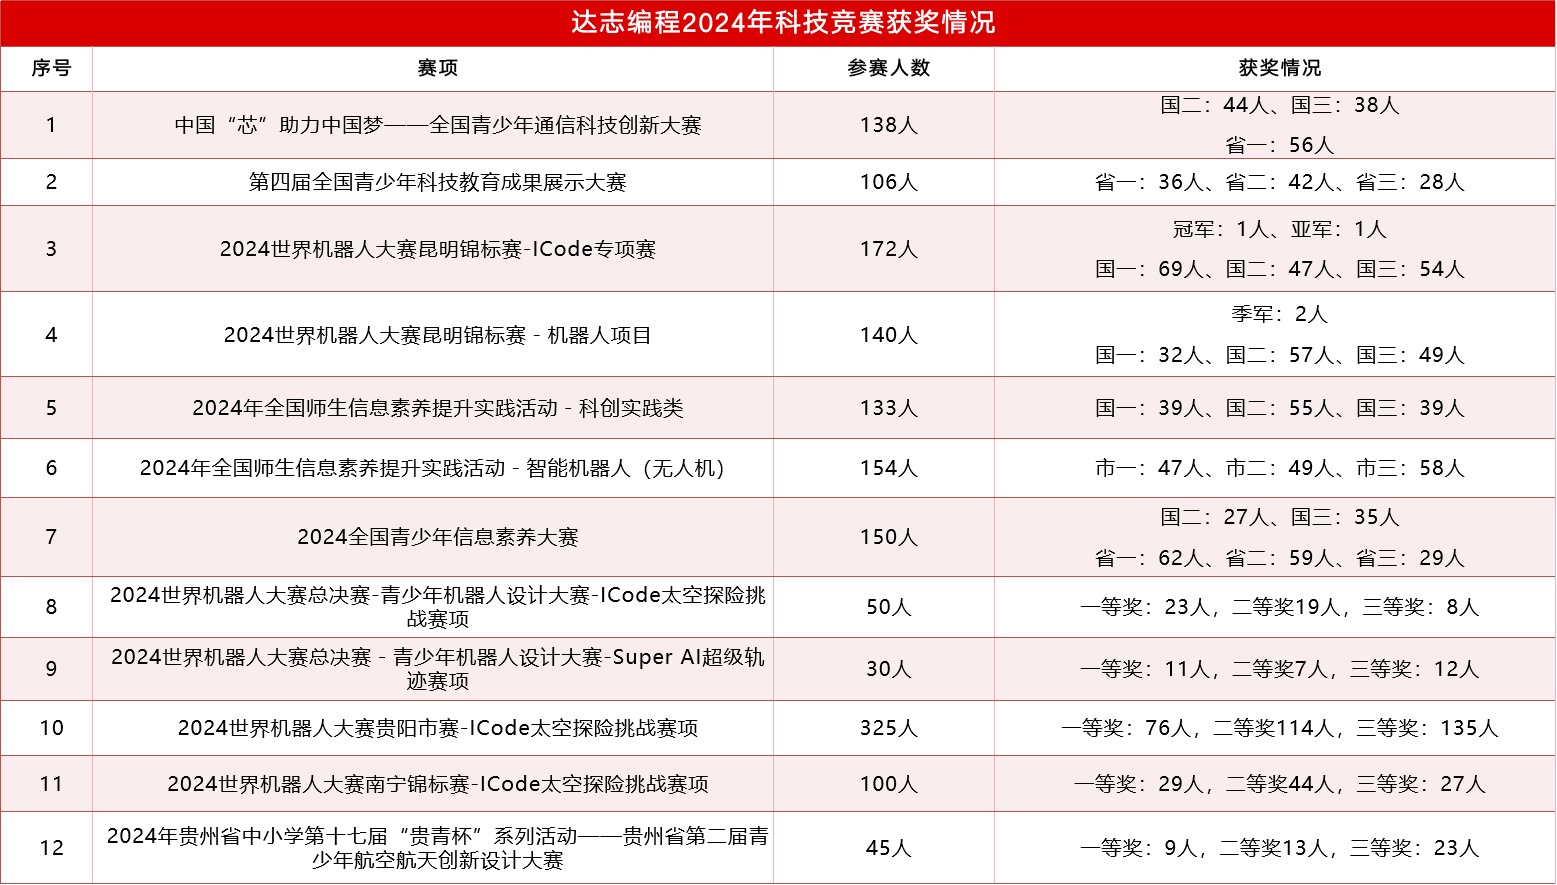 达志编程2024年科技竞赛获奖情况
序号 赛项 参赛人数 获奖情况
1 中国“芯”助力中国梦——全国青少年通信科技创新大赛 138人 国二：44人、国三：38人
省一：56人
2 第四届全国青少年科技教育成果展示大赛 106人 省一：36人、省二：42人、省三：28人
3 2024世界机器人大赛昆明锦标赛-ICode专项赛 172人 冠军：1人、亚军：1人
国一：69人、国二：47人、国三：54人
4 2024世界机器人大赛昆明锦标赛 - 机器人项目 140人 季军：2人
国一：32人、国二：57人、国三：49人
5 2024年全国师生信息素养提升实践活动 - 科创实践类 133人 国一：39人、国二：55人、国三：39人
6 2024年全国师生信息素养提升实践活动 - 智能机器人（无人机） 154人 市一：47人、市二：49人、市三：58人
7 2024全国青少年信息素养大赛 150人 国二：27人、国三：35人
省一：62人、省二：59人、省三：29人
8 2024世界机器人大赛总决赛-青少年机器人设计大赛-ICode太空探险挑
战赛项 50人 一等奖：23人，二等奖19人，三等奖：8人
9 2024世界机器人大赛总决赛 - 青少年机器人设计大赛-Super AI超级轨
迹赛项 30人 一等奖：11人，二等奖7人，三等奖：12人
10 2024世界机器人大赛贵阳市赛-ICode太空探险挑战赛项 325人 一等奖：76人，二等奖114人，三等奖：135人
11 2024世界机器人大赛南宁锦标赛-ICode太空探险挑战赛项 100人 一等奖：29人，二等奖44人，三等奖：27人
12 2024年贵州省中小学第十七届“贵青杯”系列活动——贵州省第二届青
少年航空航天创新设计大赛 45人 一等奖：9人，二等奖13人，三等奖：23人